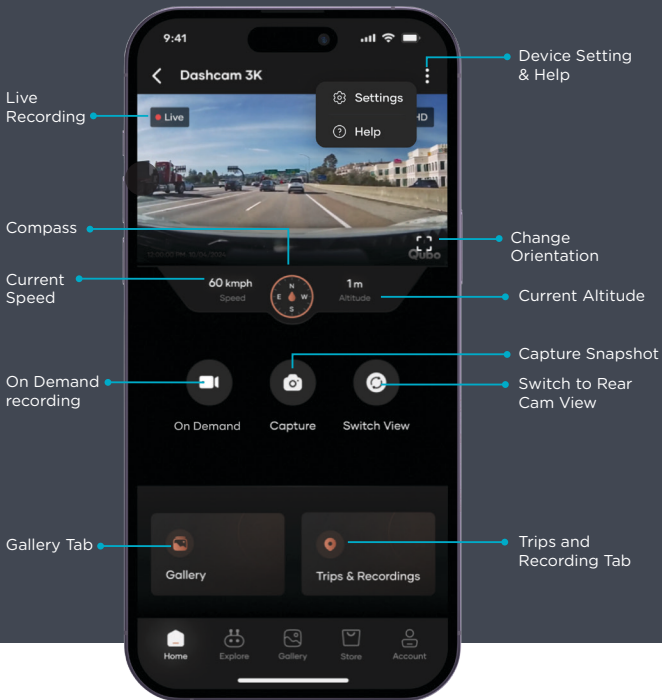 9:41
Dashcam 3K
Device Setting
& Help
Settings
Help
Live
Recording
Live
HD
Compass
Qubo
Change
Orientation
Current
Speed
60 kmph
Speed
N
E W
S
1 m
Altitude
Current Altitude
Capture Snapshot
On Demand
recording
Switch to Rear
Cam View
On Demand
Capture
Switch View
Gallery Tab
Gallery
Trips & Recordings
Trips and
Recording Tab
Home
Explore
Gallery
Store
Account